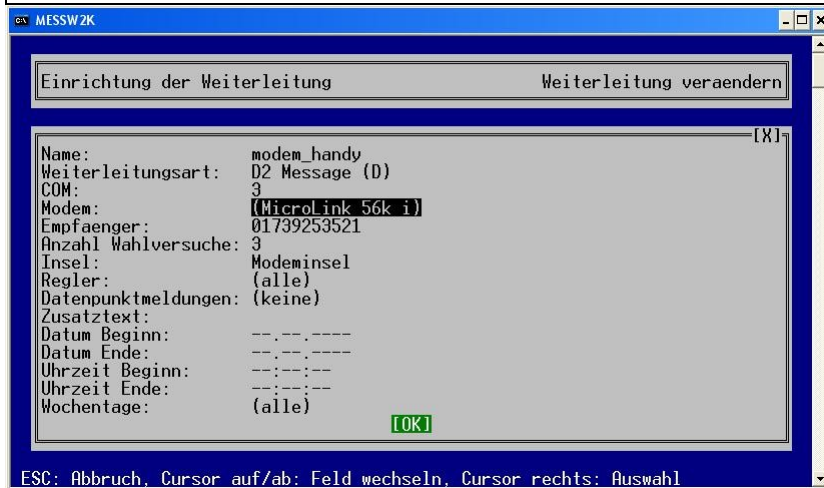 MESSW2K
Einrichtung der Weiterleitung Weiterleitung veraendern
[X]
Name: modem_handy
Weiterleitungsart: D2 Message (D)
COM: 3
Modem: (MicroLink 56k i)
Empfaenger: 01739253521
Anzahl Wahlversuche: 3
Insel: Modeminsel
Regler: (alle)
Datenpunktmeldungen: (keine)
Zusatztext:
Datum Beginn: --.--.----
Datum Ende: --.--.----
Uhrzeit Beginn: --:--:--
Uhrzeit Ende: --:--:--
Wochentage: (alle)
[OK]
ESC: Abbruch, Cursor auf/ab: Feld wechseln, Cursor rechts: Auswahl